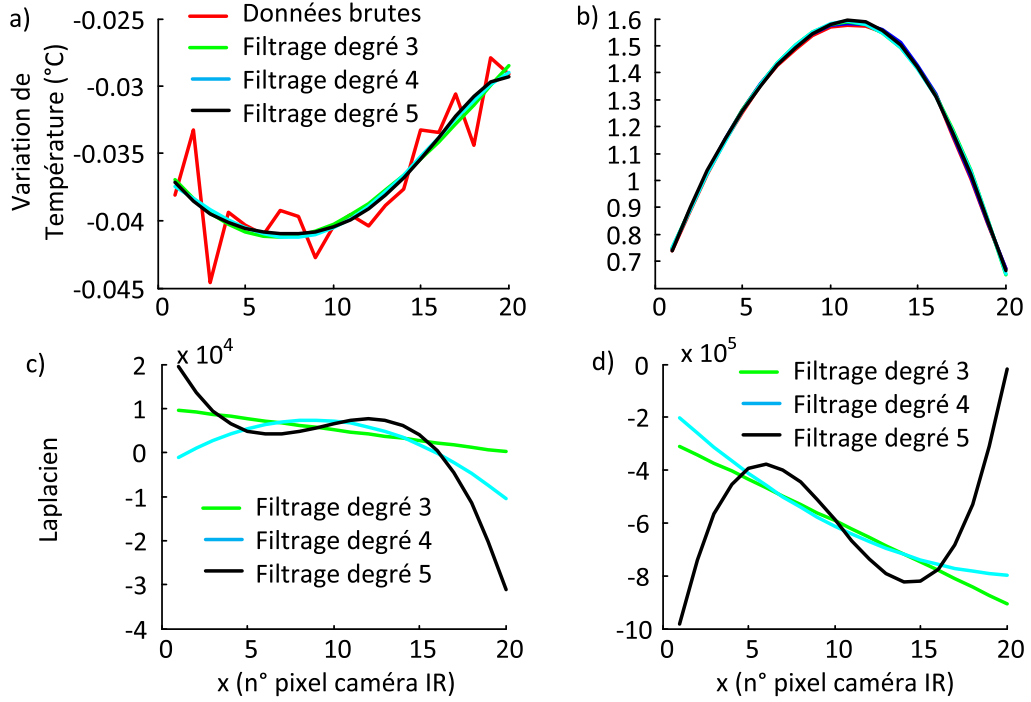 a)
Données brutes
Filtrage degré 3
Filtrage degré 4
Filtrage degré 5
Variation de
Température (°C)
-0.025
-0.03
-0.035
-0.04
-0.045
0 5 10 15 20
b)
1.6
1.5
1.4
1.3
1.2
1.1
1
0.9
0.8
0.7
0 5 10 15 20
c)
x 10⁴
Laplacien
2
1
0
-1
-2
-3
-4
Filtrage degré 3
Filtrage degré 4
Filtrage degré 5
0 5 10 15 20
x (n° pixel caméra IR)
d)
x 10⁵
Filtrage degré 3
Filtrage degré 4
Filtrage degré 5
0
-2
-4
-6
-8
-10
0 5 10 15 20
x (n° pixel caméra IR)